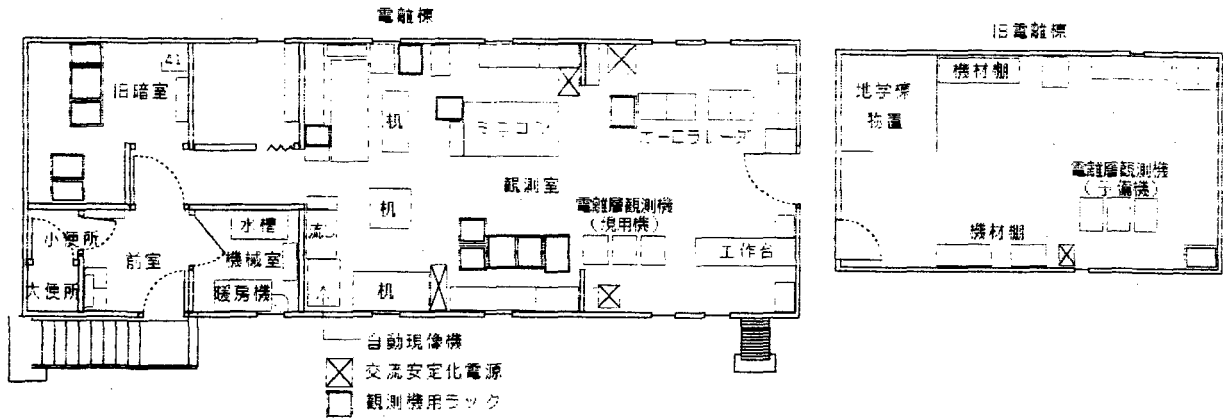 電離棟
旧電離棟
旧暗室
机
ミニコン
オーロラレーダ
観測室
電離層観測機
(現用機)
机
水槽
流
小便所
前室
機械室
工作台
大便所
暖房機
机
自動現像機
交流安定化電源
観測機用ラック
機材棚
地学棟
物置
電離層観測機
(予備機)
機材棚